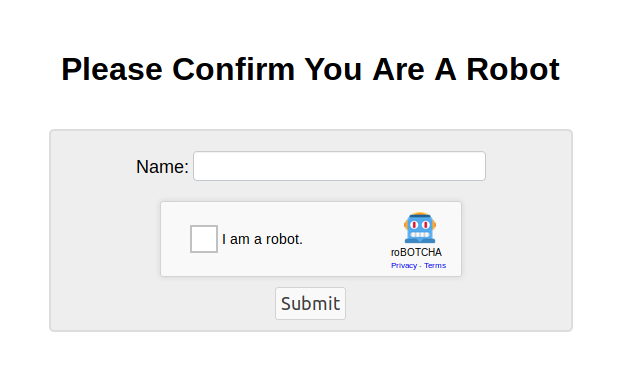 Please Confirm You Are A Robot
Name:
I am a robot.
roBOTCHA
Privacy - Terms
Submit